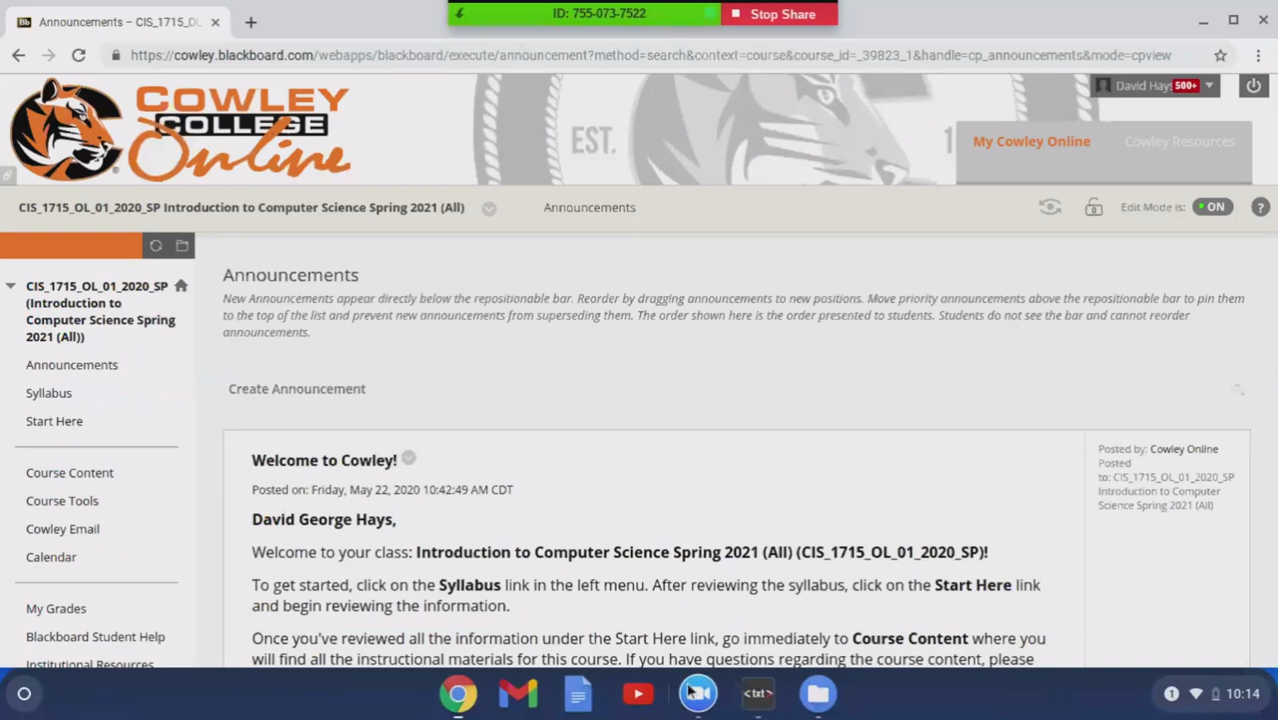 Announcements – CIS_1715_OL
ID: 755-073-7522
Stop Share
https://cowley.blackboard.com/webapps/blackboard/execute/announcement?method=search&context=course&course_id=_39823_1&handle=cp_announcements&mode=cpview
COWLEY
COLLEGE
Online
EST.
1
David Hays
500+
My Cowley Online
Cowley Resources
CIS_1715_OL_01_2020_SP Introduction to Computer Science Spring 2021 (All)
Announcements
Edit Mode is:
ON
?
CIS_1715_OL_01_2020_SP
(Introduction to
Computer Science Spring
2021 (All))
Announcements
Syllabus
Start Here
Course Content
Course Tools
Cowley Email
Calendar
My Grades
Blackboard Student Help
Institutional Resources
Announcements
New Announcements appear directly below the repositionable bar. Reorder by dragging announcements to new positions. Move priority announcements above the repositionable bar to pin them
to the top of the list and prevent new announcements from superseding them. The order shown here is the order presented to students. Students do not see the bar and cannot reorder
announcements.
Create Announcement
Welcome to Cowley!
Posted on: Friday, May 22, 2020 10:42:49 AM CDT
David George Hays,
Welcome to your class: Introduction to Computer Science Spring 2021 (All) (CIS_1715_OL_01_2020_SP)!
To get started, click on the Syllabus link in the left menu. After reviewing the syllabus, click on the Start Here link
and begin reviewing the information.
Once you've reviewed all the information under the Start Here link, go immediately to Course Content where you
will find all the instructional materials for this course. If you have questions regarding the course content, please
Posted by: Cowley Online
Posted
to: CIS_1715_OL_01_2020_SP
Introduction to Computer
Science Spring 2021 (All)
<txt>
1
10:14